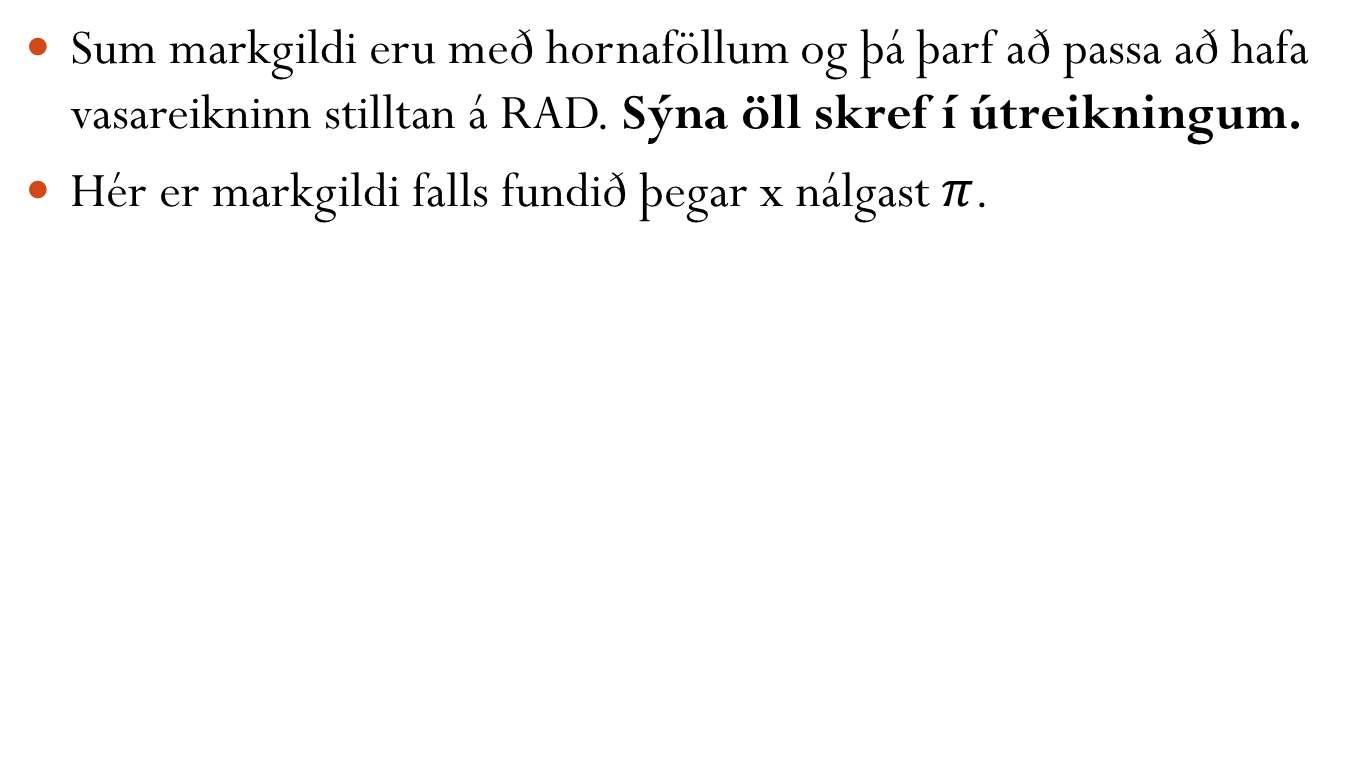 • Sum markgildi eru með hornaföllum og þá þarf að passa að hafa
vasareikninn stilltan á RAD. Sýna öll skref í útreikningum.
• Hér er markgildi falls fundið þegar x nálgast 𝜋.